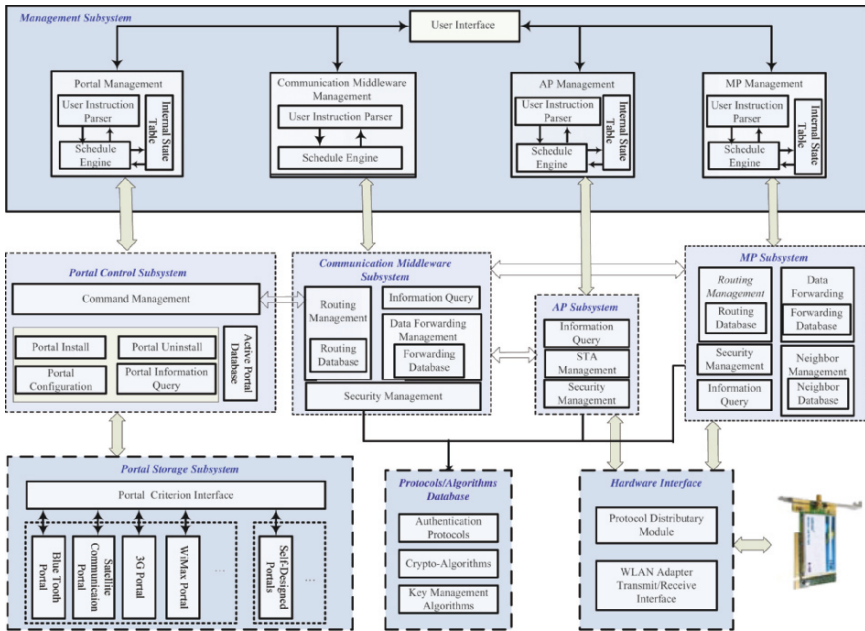 Management Subsystem
User Interface
Portal Management
User Instruction
Parser
Schedule
Engine
Internal State
Table
Communication Middleware
Management
User Instruction Parser
Schedule Engine
AP Management
User Instruction
Parser
Schedule
Engine
Internal State
Table
MP Management
User Instruction
Parser
Schedule
Engine
Internal State
Table
Portal Control Subsystem
Command Management
Portal Install
Portal Uninstall
Portal
Configuration
Portal Information
Query
Active Portal
Database
Communication Middleware
Subsystem
Routing
Management
Routing
Database
Information Query
Data Forwarding
Management
Forwarding
Database
Security Management
AP Subsystem
Information
Query
STA
Management
Security
Management
MP Subsystem
Routing
Management
Routing
Database
Security
Management
Information
Query
Data
Forwarding
Forwarding
Database
Neighbor
Management
Neighbor
Database
Portal Storage Subsystem
Portal Criterion Interface
Blue Tooth
Portal
Satellite
Communicaion
Portal
3G Portal
WiMax Portal
...
Self-Designed
Portals
...
Protocols/Algorithms
Database
Authentication
Protocols
Crypto-Algorithms
Key Management
Algorithms
Hardware Interface
Protocol Distributary
Module
WLAN Adapter
Transmit/Receive
Interface